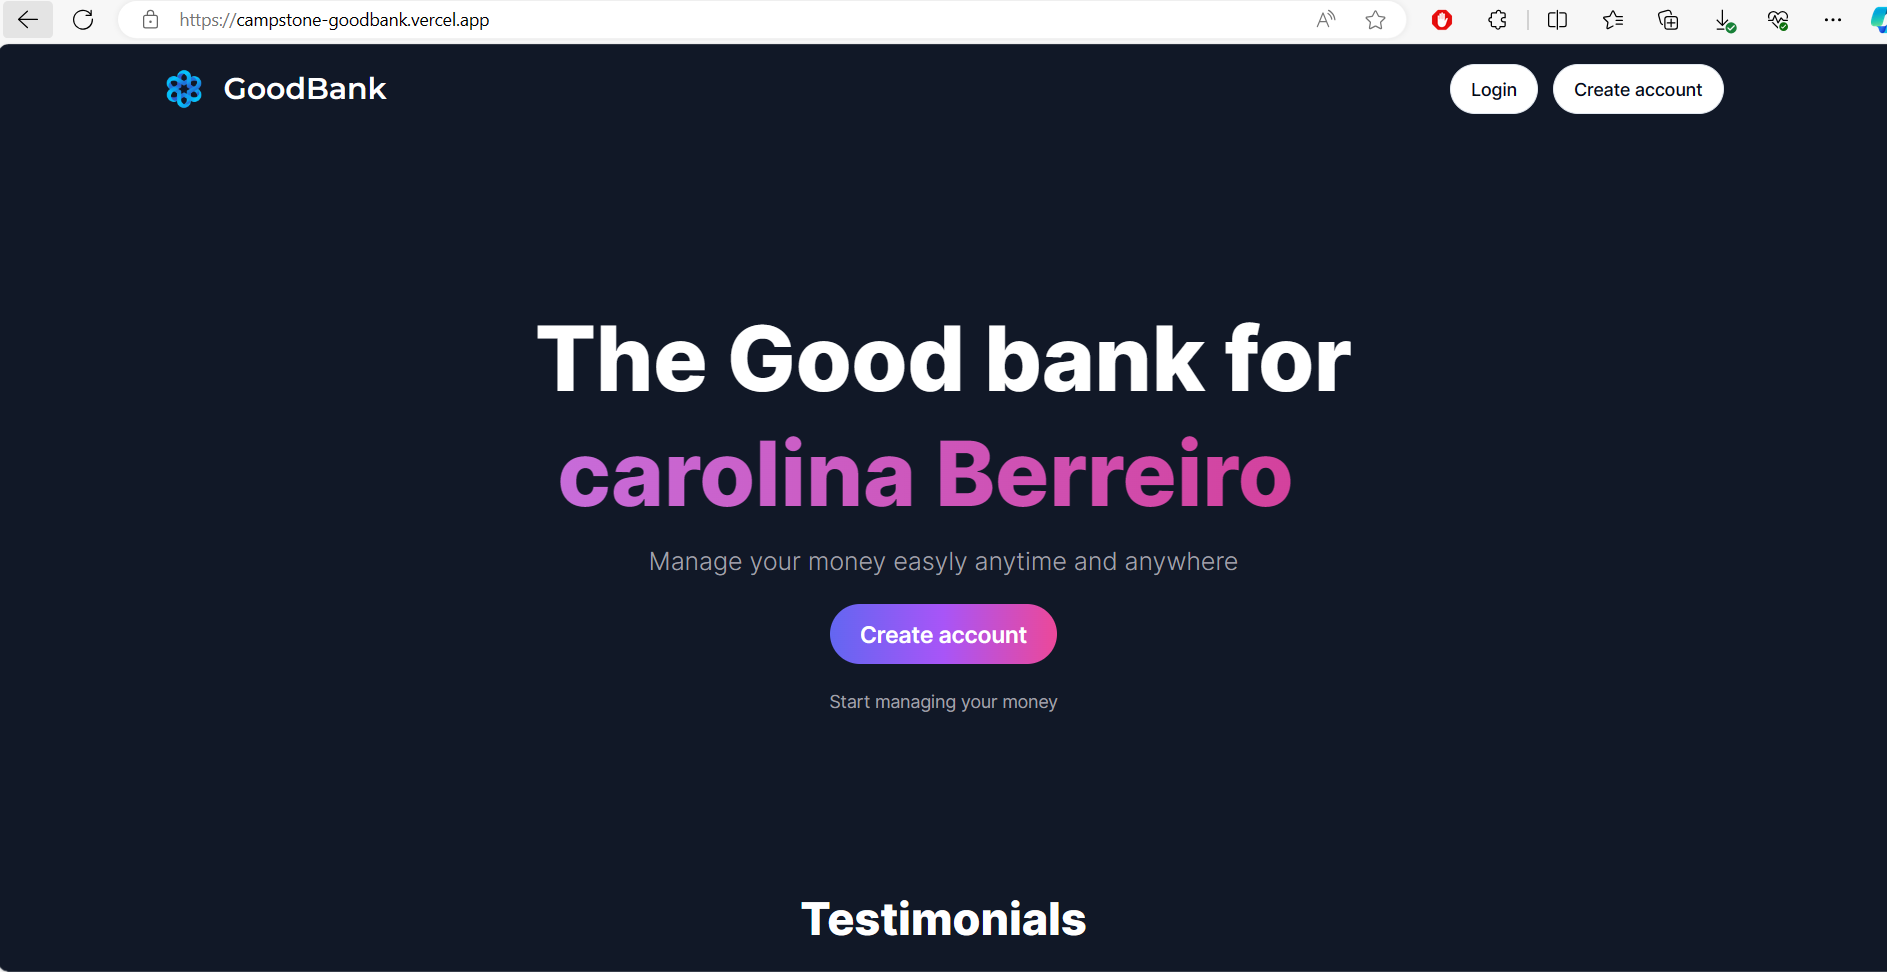 https://campstone-goodbank.vercel.app
GoodBank
Login
Create account
The Good bank for
carolina Berreiro
Manage your money easyly anytime and anywhere
Create account
Start managing your money
Testimonials